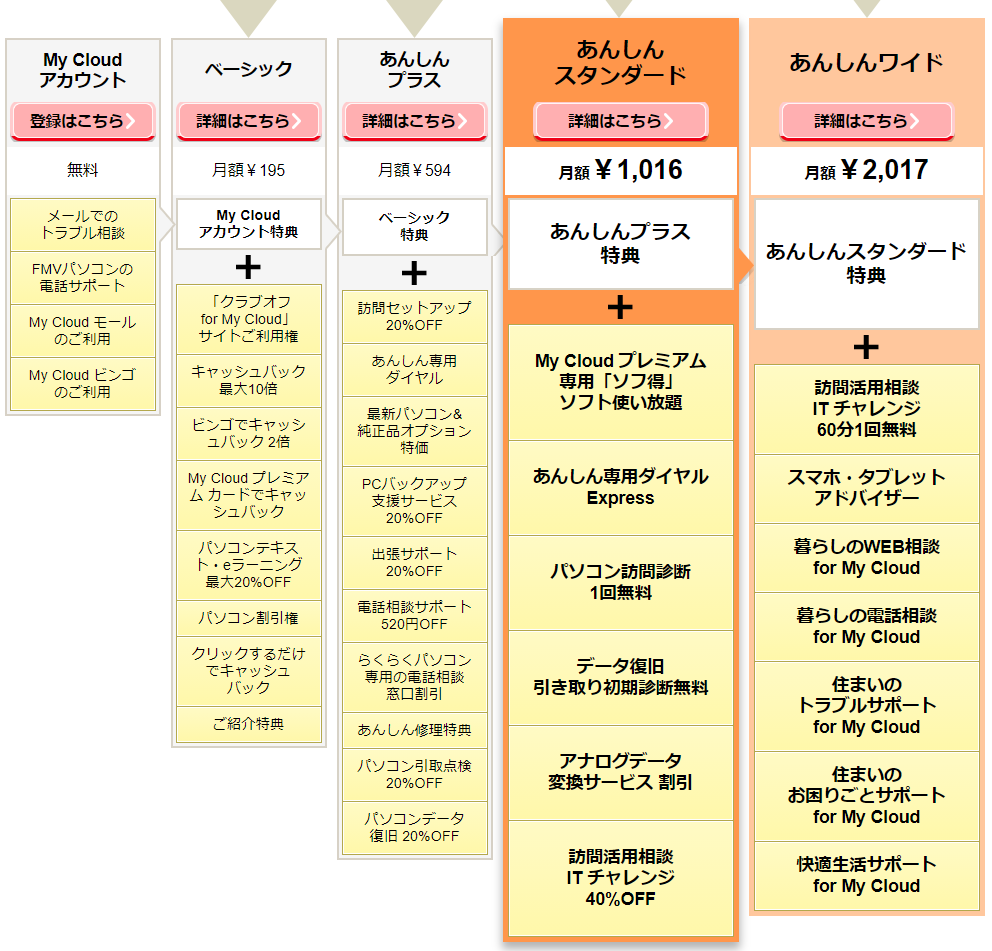 My Cloud
アカウント
登録はこちら
無料
メールでの
トラブル相談
FMVパソコンの
電話サポート
My Cloud モール
のご利用
My Cloud ビンゴ
のご利用
ベーシック
詳細はこちら
月額￥195
My Cloud
アカウント特典
+
「クラブオフ
for My Cloud」
サイトご利用権
キャッシュバック
最大10倍
ビンゴでキャッシ
ュバック 2倍
My Cloud プレミア
ム カードでキャッ
シュバック
パソコンテキス
ト・eラーニング
最大20%OFF
パソコン割引権
クリックするだけ
でキャッシュ
バック
ご紹介特典
あんしん
プラス
詳細はこちら
月額￥594
ベーシック
特典
+
訪問セットアップ
20%OFF
あんしん専用
ダイヤル
最新パソコン&
純正品オプション
特価
PCバックアップ
支援サービス
20%OFF
出張サポート
20%OFF
電話相談サポート
520円OFF
らくらくパソコン
専用の電話相談
窓口割引
あんしん修理特典
パソコン引取点検
20%OFF
パソコンデータ
復旧 20%OFF
あんしん
スタンダード
詳細はこちら
月額￥1,016
あんしんプラス
特典
+
My Cloud プレミアム
専用「ソフ得」
ソフト使い放題
あんしん専用ダイヤル
Express
パソコン訪問診断
1回無料
データ復旧
引き取り初期診断無料
アナログデータ
変換サービス 割引
訪問活用相談
IT チャレンジ
40%OFF
あんしんワイド
詳細はこちら
月額￥2,017
あんしんスタンダード
特典
+
訪問活用相談
IT チャレンジ
60分1回無料
スマホ・タブレット
アドバイザー
暮らしのWEB相談
for My Cloud
暮らしの電話相談
for My Cloud
住まいの
トラブルサポート
for My Cloud
住まいの
お困りごとサポート
for My Cloud
快適生活サポート
for My Cloud